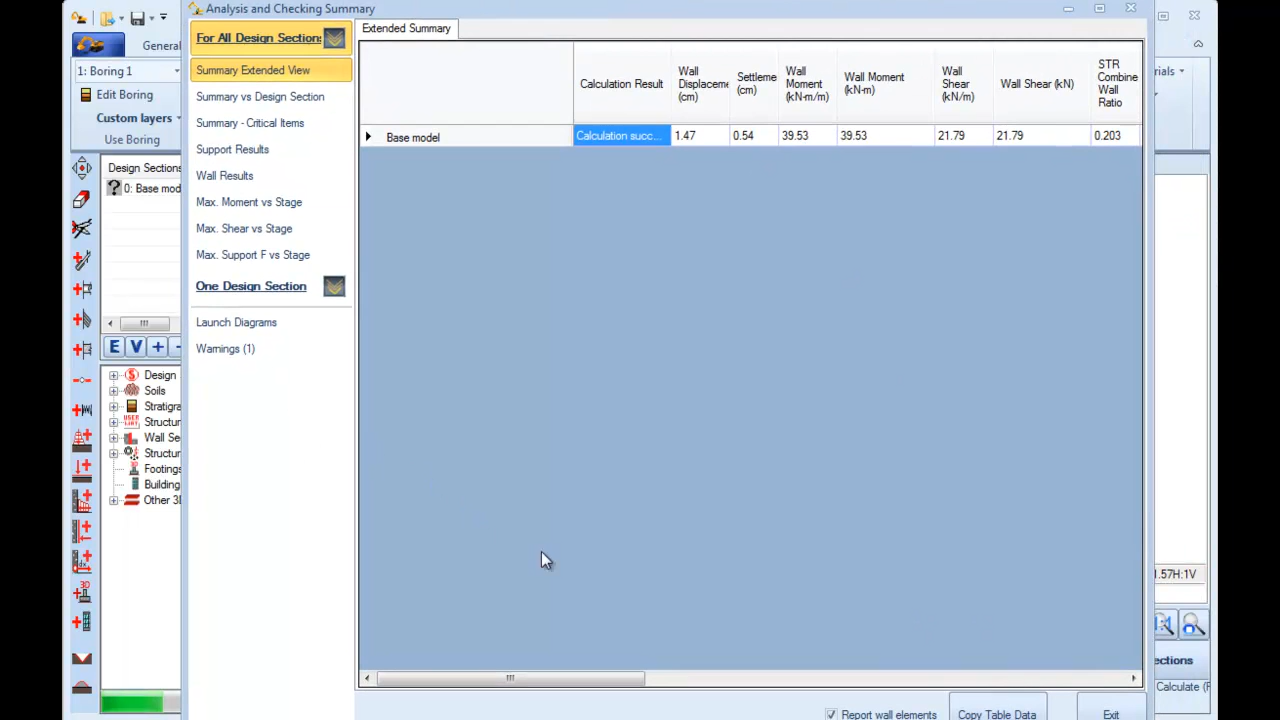 Analysis and Checking Summary
General
1: Boring 1
Edit Boring
Custom layers
Use Boring
Design Sections
0: Base mod
E V + -
Design
Soils
Stratigra
Structur
Wall Se
Structur
Footings
Building
Other 3D
For All Design Sections
Summary Extended View
Summary vs Design Section
Summary - Critical Items
Support Results
Wall Results
Max. Moment vs Stage
Max. Shear vs Stage
Max. Support F vs Stage
One Design Section
Launch Diagrams
Warnings (1)
Extended Summary
Calculation Result
Wall
Displaceme
(cm)
Settleme
(cm)
Wall
Moment
(kN-m/m)
Wall Moment
(kN-m)
Wall
Shear
(kN/m)
Wall Shear (kN)
STR
Combine
Wall
Ratio
Base model Calculation succ... 1.47 0.54 39.53 39.53 21.79 21.79 0.203
Report wall elements
Copy Table Data
Exit
rials
1.57H:1V
ections
Calculate (F